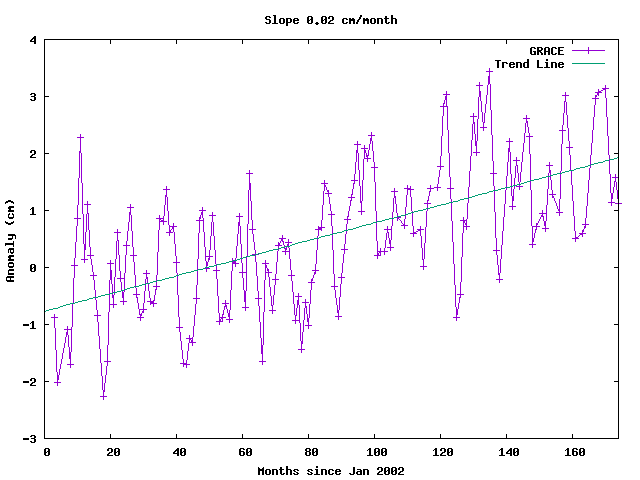 Slope 0.02 cm/month
GRACE
Trend Line
4
3
2
1
0
-1
-2
-3
Anomaly (cm)
0 20 40 60 80 100 120 140 160
Months since Jan 2002